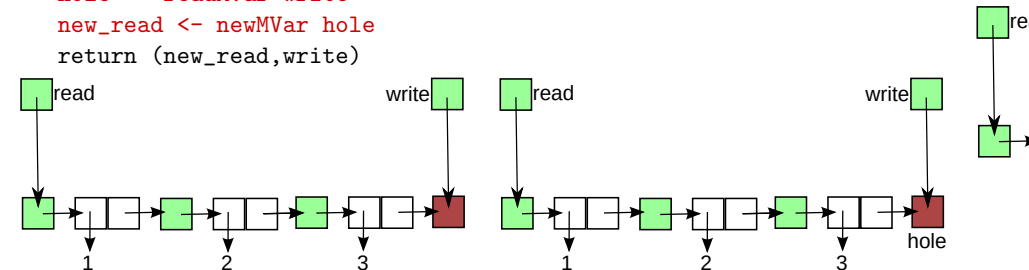 new_read <- newMVar hole
return (new_read,write)
read
write
read
write
hole
1
2
3
1
2
3